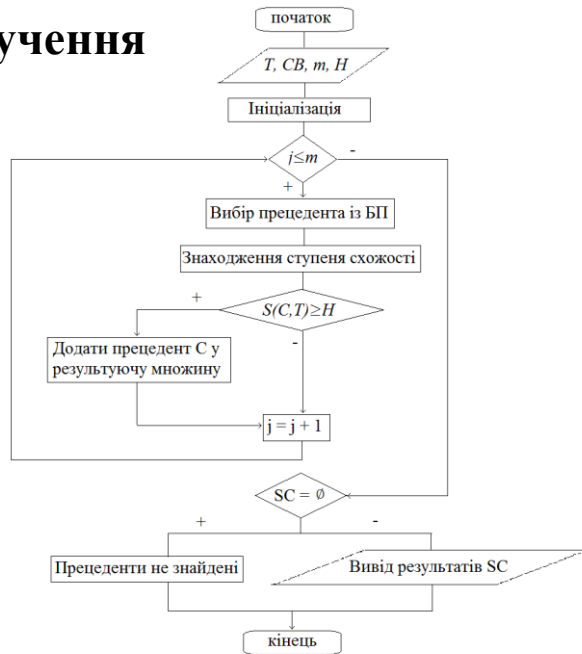 початок
лучення
T, CB, m, H
Ініціалізація
j≤m
-
+
Вибір прецедента із БП
Знаходження ступеня схожості
+
S(C,T)≥H
-
Додати прецедент С у
результуючу множину
j = j + 1
SC = ∅
+
-
Прецеденти не знайдені
Вивід результатів SC
кінець